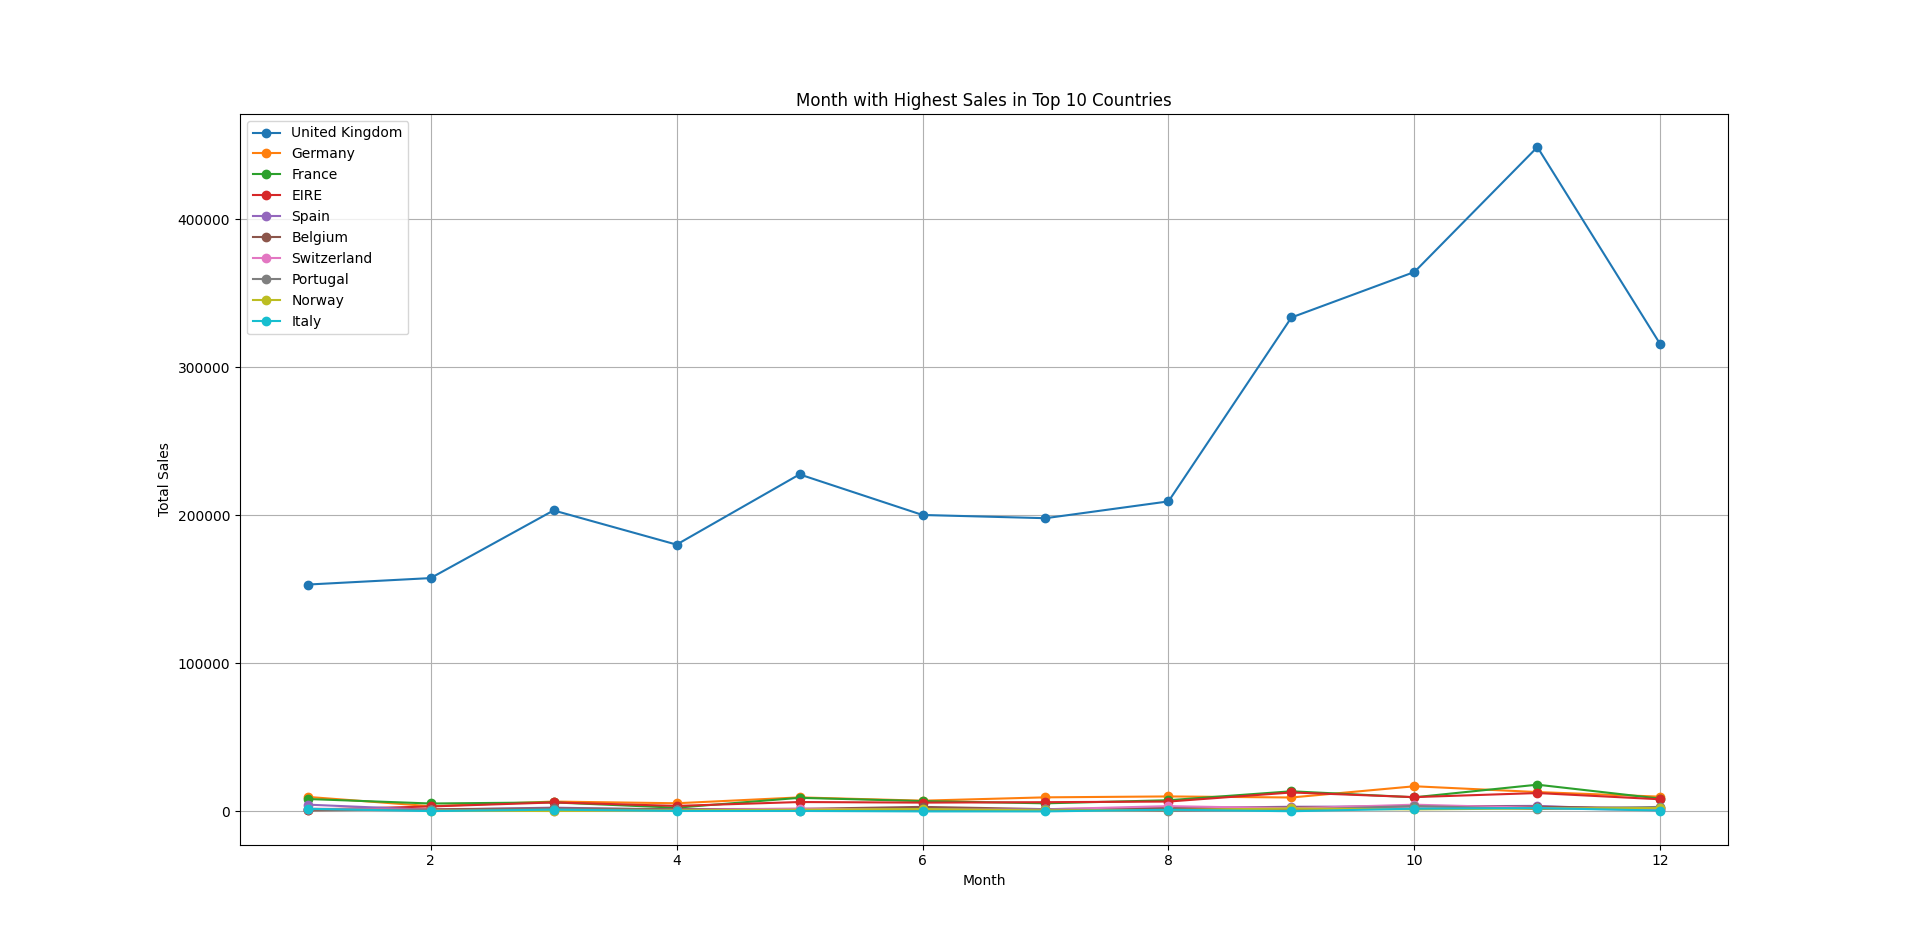 Month with Highest Sales in Top 10 Countries
United Kingdom
Germany
France
EIRE
Spain
Belgium
Switzerland
Portugal
Norway
Italy
400000
300000
200000
100000
0
Total Sales
2 4 6 8 10 12
Month